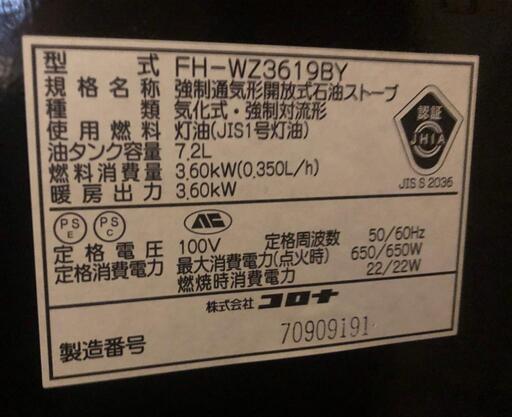 型式 FH-WZ3619BY
規格名称 強制通気形開放式石油ストーブ
種類 気化式・強制対流形
使用燃料 灯油(JIS1号灯油)
油タンク容量 7.2L
燃料消費量 3.60kW(0.350L/h)
暖房出力 3.60kW
認証
JHIA
JIS S 2036
PS E PS C
定格電圧 100V 定格周波数 50/60Hz
定格消費電力 最大消費電力(点火時) 650/650W
燃焼時消費電力 22/22W
株式会社 コロナ
製造番号 70909191